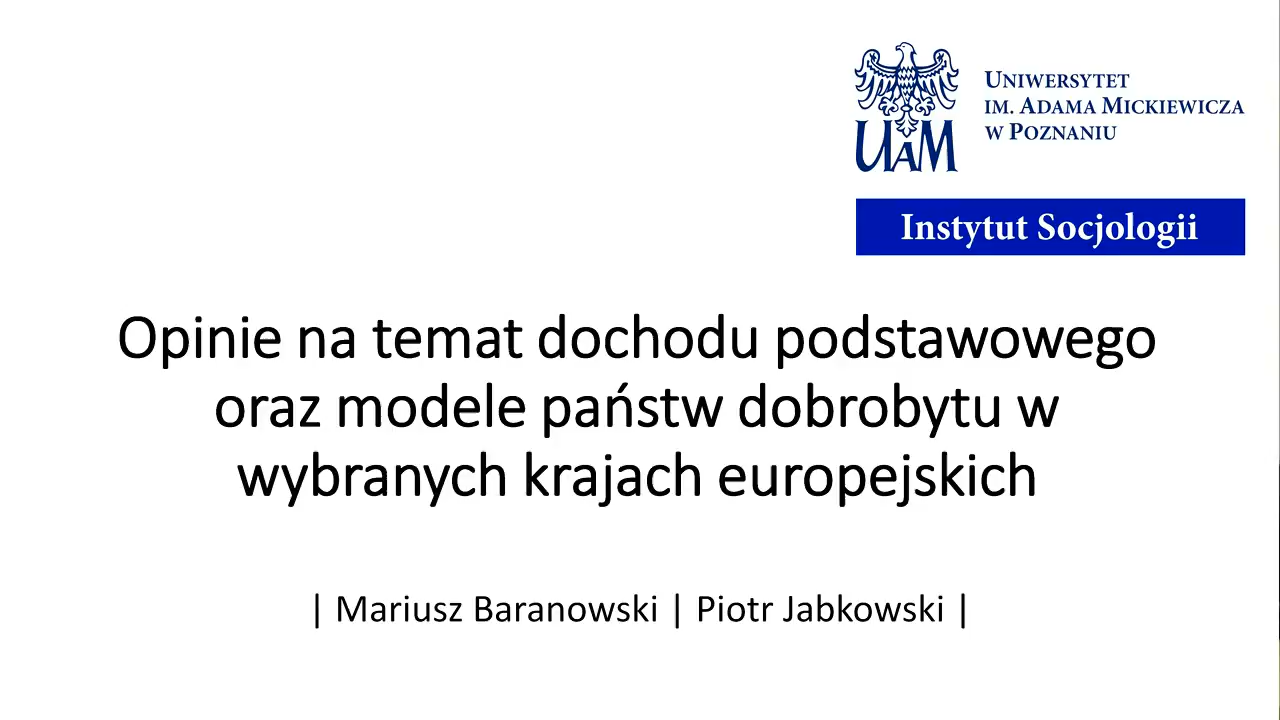 UNIWERSYTET
IM. ADAMA MICKIEWICZA
W POZNANIU
UAM
Instytut Socjologii
Opinie na temat dochodu podstawowego
oraz modele państw dobrobytu w
wybranych krajach europejskich
| Mariusz Baranowski | Piotr Jabkowski |